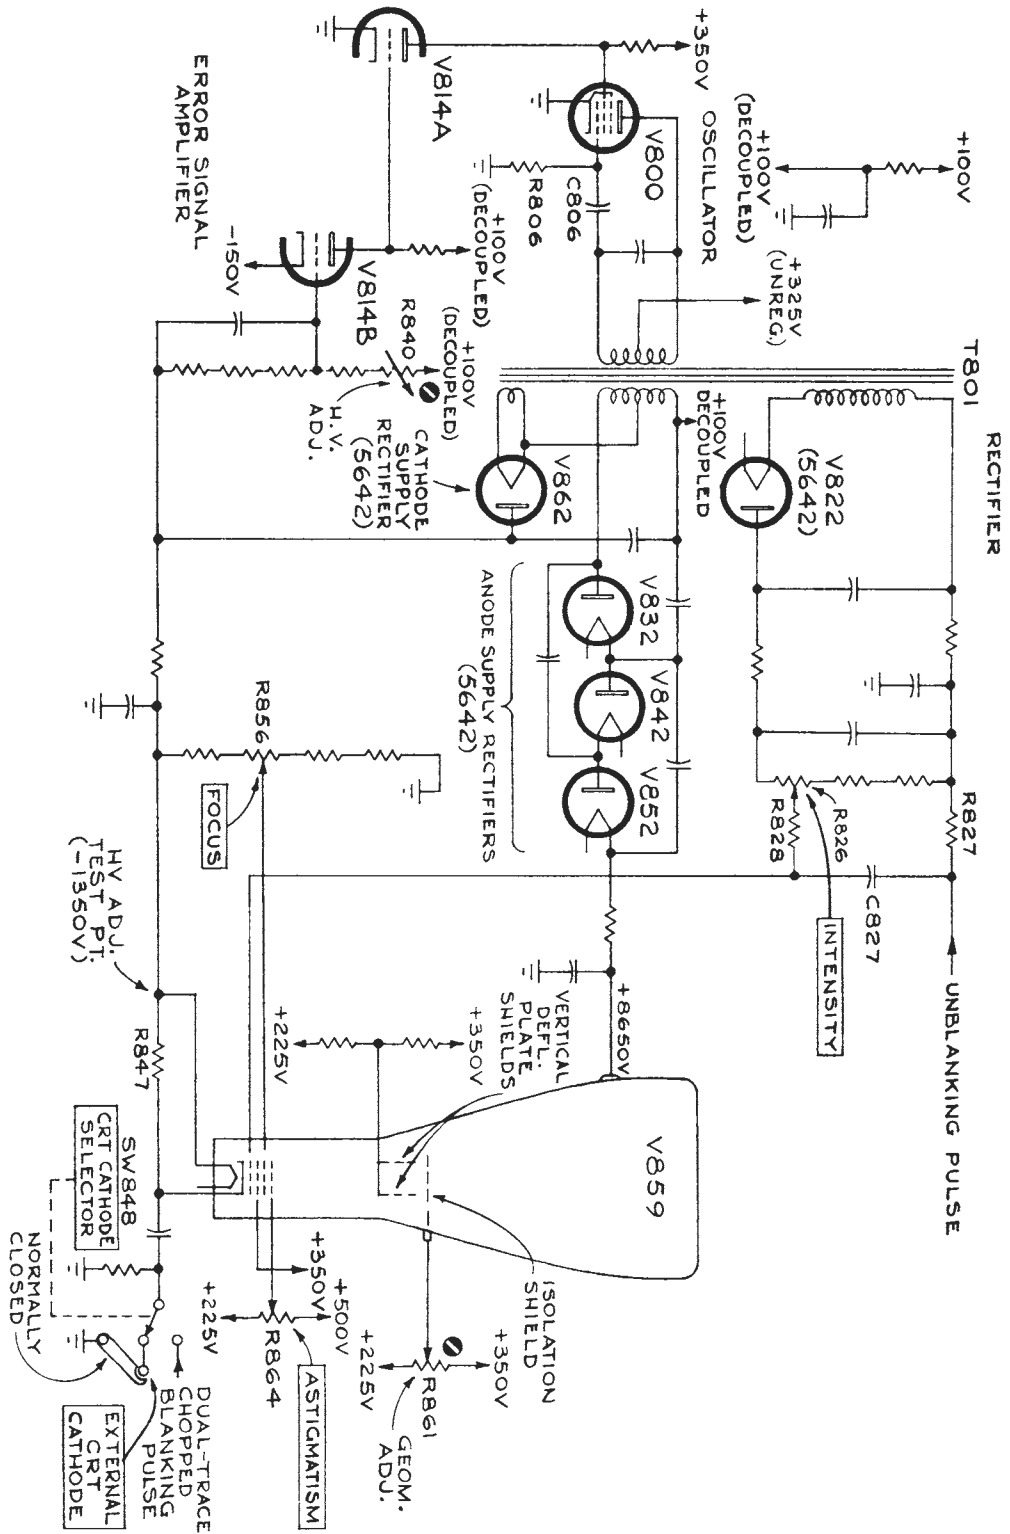 +100V
+100V
(DECOUPLED)
+350V
OSCILLATOR
V800
C806
R806
V814A
ERROR SIGNAL
AMPLIFIER
-150V
V814B
+100V
(DECOUPLED)
+325V
(UNREG.)
T801
R840
+100V
(DECOUPLED)
H.V.
ADJ.
CATHODE
SUPPLY
RECTIFIER
(5642)
V862
+100V
DECOUPLED
V822
(5642)
RECTIFIER
V832
V842
V852
ANODE SUPPLY RECTIFIERS
(5642)
R856
FOCUS
R826
R828
R827
C827
INTENSITY
UNBLANKING PULSE
HV ADJ.
TEST PT.
(-1350V)
R847
+8650V
VERTICAL
DEFL.
PLATE
SHIELDS
+350V
+225V
V859
ISOLATION
SHIELD
SW848
CRT CATHODE
SELECTOR
NORMALLY
CLOSED
+350V
+500V
+225V
R864
ASTIGMATISM
+350V
+225V
R861
GEOM.
ADJ.
DUAL-TRACE
CHOPPED
BLANKING
PULSE
EXTERNAL
CRT
CATHODE